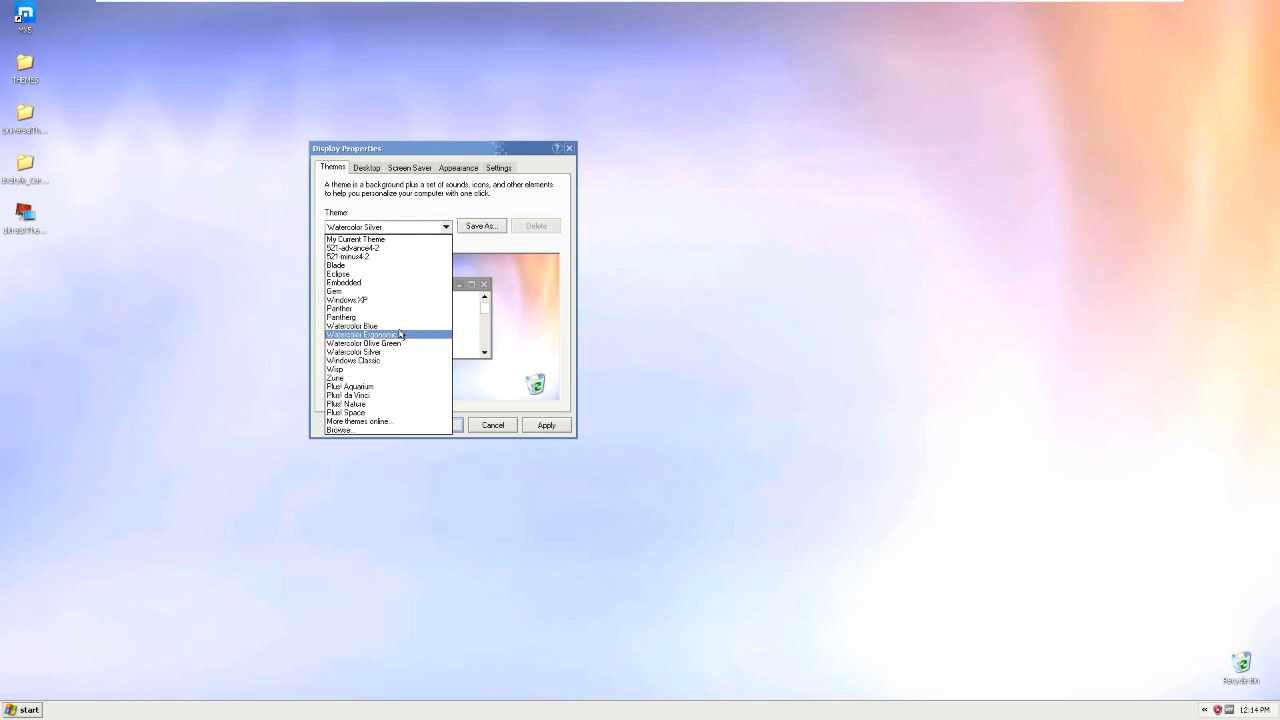 MV5
THEMES
Display Properties
Themes
Desktop
Screen Saver
Appearance
Settings
A theme is a background plus a set of sounds, icons, and other elements
to help you personalize your computer with one click.
Theme:
Watercolor Silver
Save As...
Delete
My Current Theme
521-advance4-2
521-minus4-2
Blade
Eclipse
Embedded
Gem
Windows XP
Panther
Pantherg
Watercolor Blue
Watercolor Ergonomic
Watercolor Olive Green
Watercolor Silver
Windows Classic
Wisp
Zune
Plus! Aquarium
Plus! da Vinci
Plus! Nature
Plus! Space
More themes online...
Browse...
Cancel
Apply
Recycle Bin
start
12:14 PM